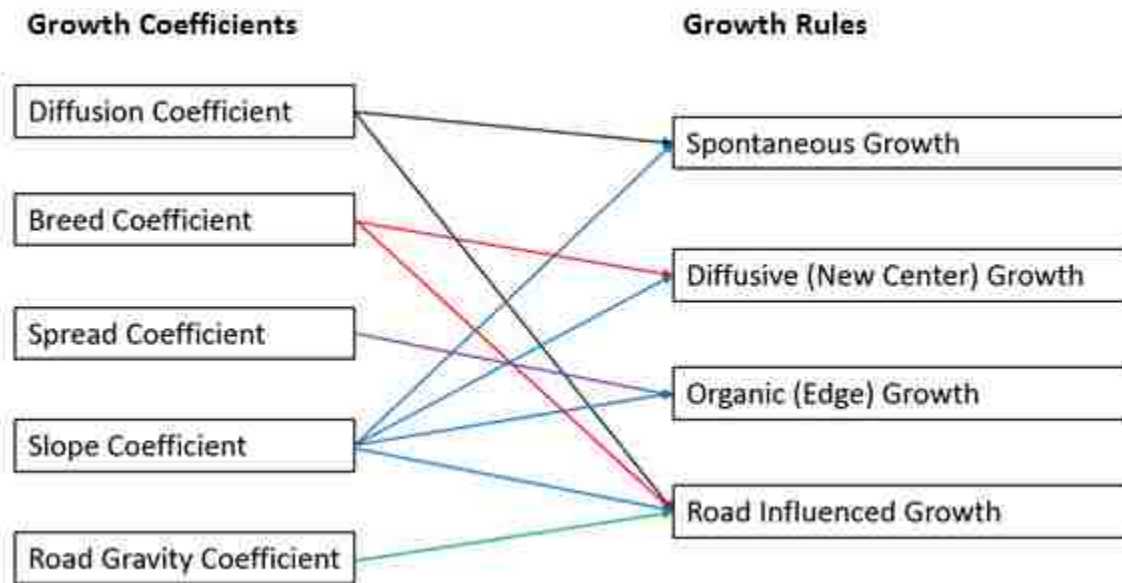 Growth Coefficients
Growth Rules
Diffusion Coefficient
Spontaneous Growth
Breed Coefficient
Diffusive (New Center) Growth
Spread Coefficient
Organic (Edge) Growth
Slope Coefficient
Road Influenced Growth
Road Gravity Coefficient